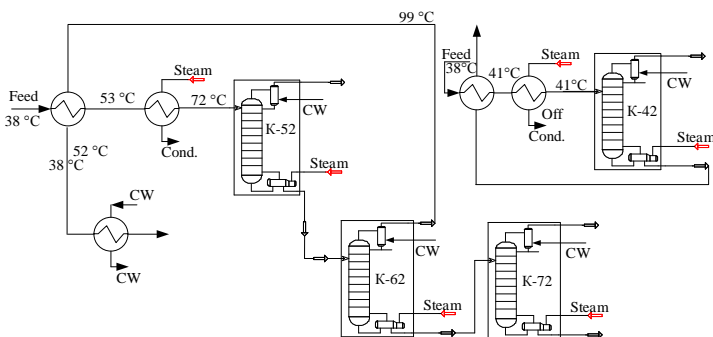 99 °C
Feed
38 °C
53 °C
Steam
72 °C
Cond.
52 °C
38 °C
CW
CW
K-52
CW
Steam
K-62
CW
Steam
Feed
38°C
41°C
Steam
41°C
Off
Cond.
K-42
CW
Steam
K-72
CW
Steam